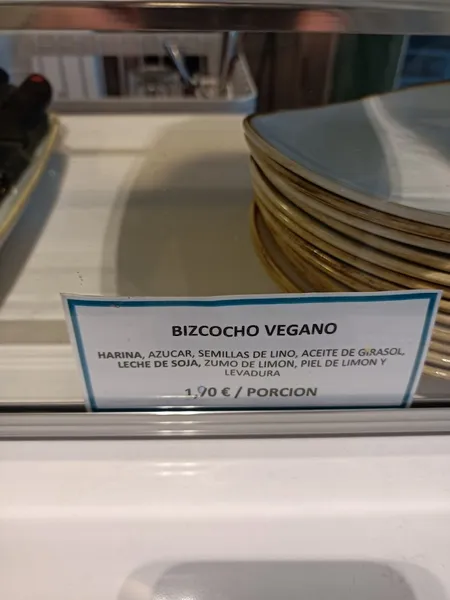 BIZCOCHO VEGANO
HARINA, AZUCAR, SEMILLAS DE LINO, ACEITE DE GIRASOL,
LECHE DE SOJA, ZUMO DE LIMON, PIEL DE LIMON Y
LEVADURA
1,90 € / PORCION